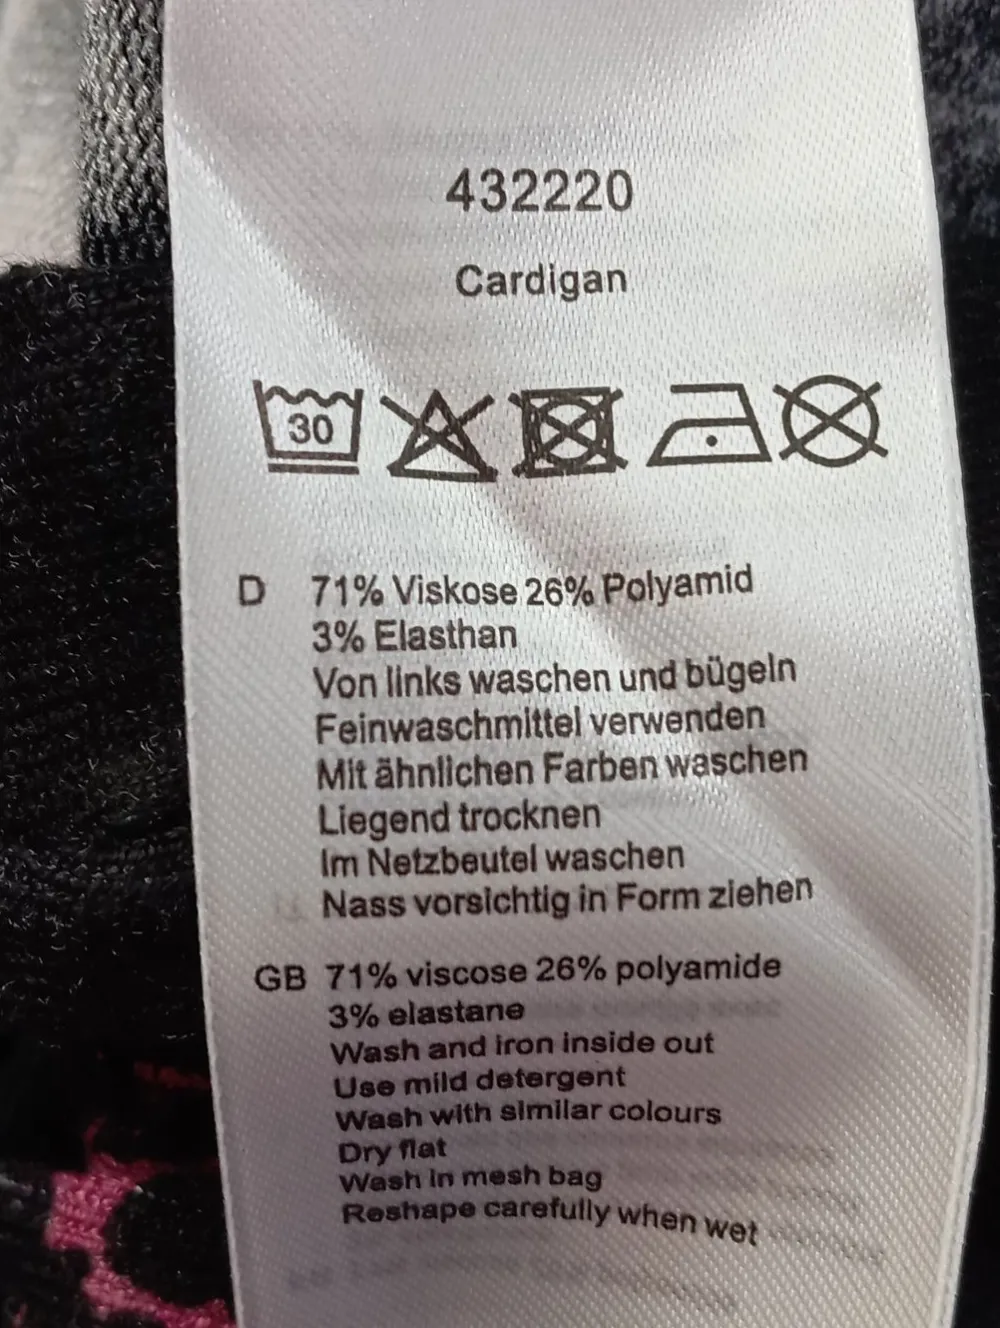 432220
Cardigan
30
D 71% Viskose 26% Polyamid
3% Elasthan
Von links waschen und bügeln
Feinwaschmittel verwenden
Mit ähnlichen Farben waschen
Liegend trocknen
Im Netzbeutel waschen
Nass vorsichtig in Form ziehen
GB 71% viscose 26% polyamide
3% elastane
Wash and iron inside out
Use mild detergent
Wash with similar colours
Dry flat
Wash in mesh bag
Reshape carefully when wet